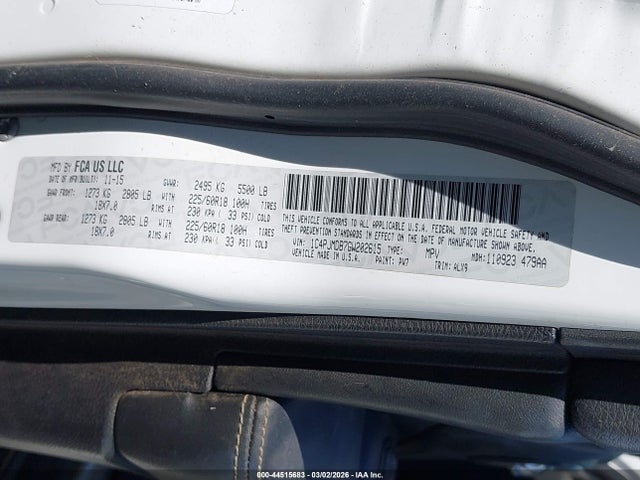 MFD BY FCA US LLC
DATE OF MFR(BUILD): 11-15 GVWR: 2495 KG 5500 LB
GAWR FRONT: 1273 KG 2805 LB WITH 225/60R18 100H TIRES
18X7.0 RIMS AT 230 KPA ( 33 PSI) COLD
GAWR REAR: 1273 KG 2805 LB WITH 225/60R18 100H TIRES
18X7.0 RIMS AT 230 KPA ( 33 PSI) COLD
THIS VEHICLE CONFORMS TO ALL APPLICABLE U.S.A. FEDERAL MOTOR VEHICLE SAFETY AND
THEFT PREVENTION STANDARDS IN EFFECT ON THE DATE OF MANUFACTURE SHOWN ABOVE.
VIN: 1C4PJMDB7GW202615 TYPE: MPV MDH: 110923 479AA
VEHICLE MADE IN U.S.A. PAINT: PW7 TRIM: ALX9
000-44515683 - 03/02/2026 - IAA Inc.